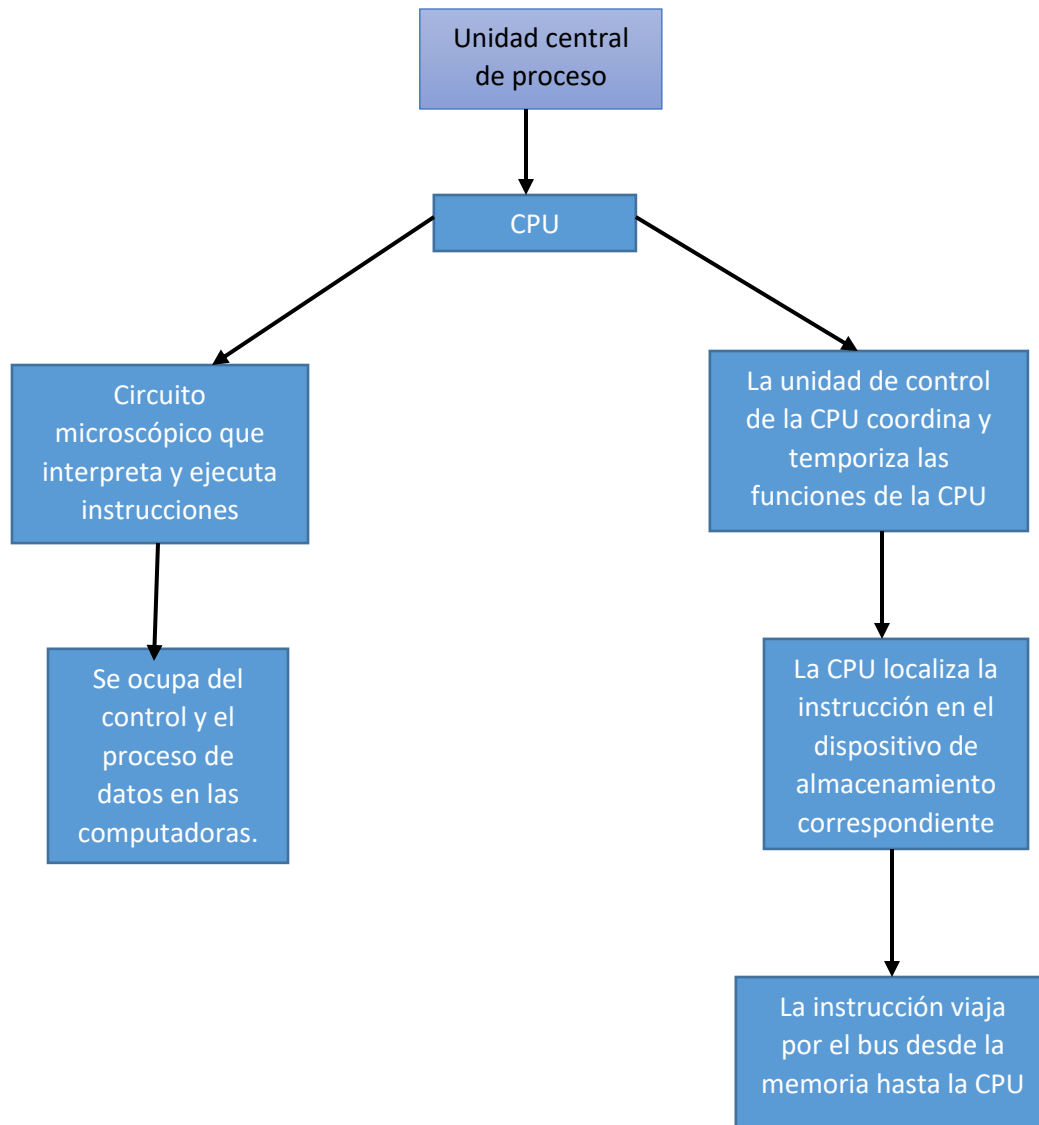 Unidad central
de proceso
CPU
Circuito
microscópico que
interpreta y ejecuta
instrucciones
Se ocupa del
control y el
proceso de
datos en las
computadoras.
La unidad de control
de la CPU coordina y
temporiza las
funciones de la CPU
La CPU localiza la
instrucción en el
dispositivo de
almacenamiento
correspondiente
La instrucción viaja
por el bus desde la
memoria hasta la CPU